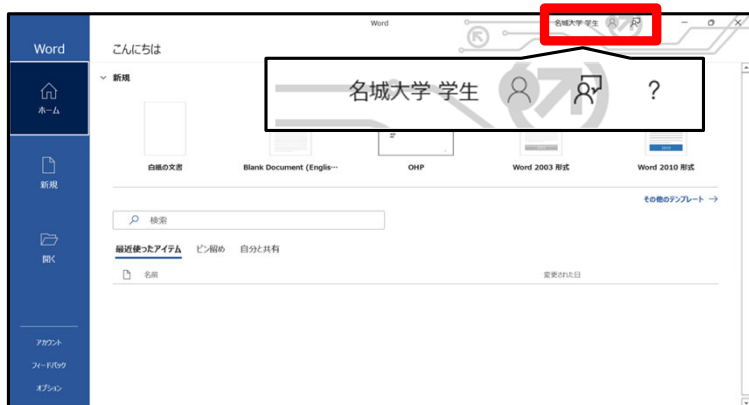 Word
名城大学 学生
Word
こんにちは
新規
名城大学 学生 ?
ホーム
白紙の文書
Blank Document (Englis…
OHP
Word 2003 形式
Word 2010 形式
新規
その他のテンプレート →
検索
開く
最近使ったアイテム ピン留め 自分と共有
名前 変更された日
アカウント
フィードバック
オプション